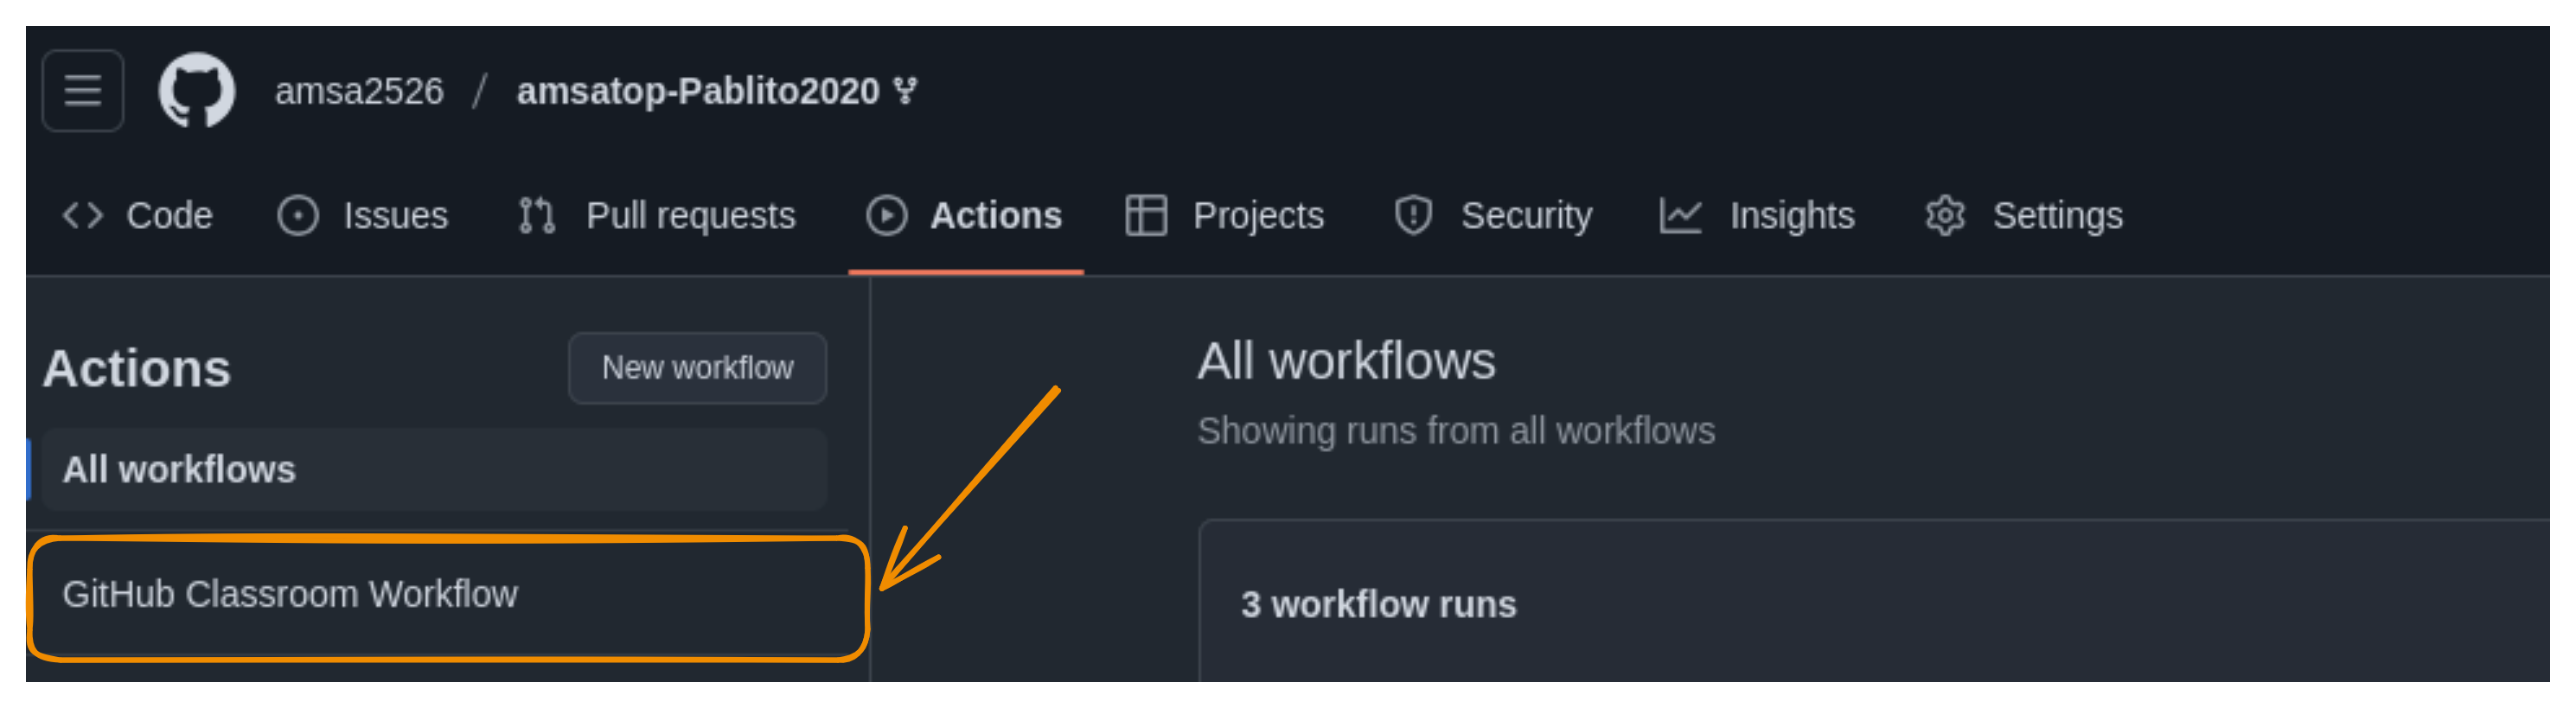 amsa2526 / amsatop-Pablito2020
Code Issues Pull requests Actions Projects Security Insights Settings
Actions
New workflow
All workflows
GitHub Classroom Workflow
All workflows
Showing runs from all workflows
3 workflow runs